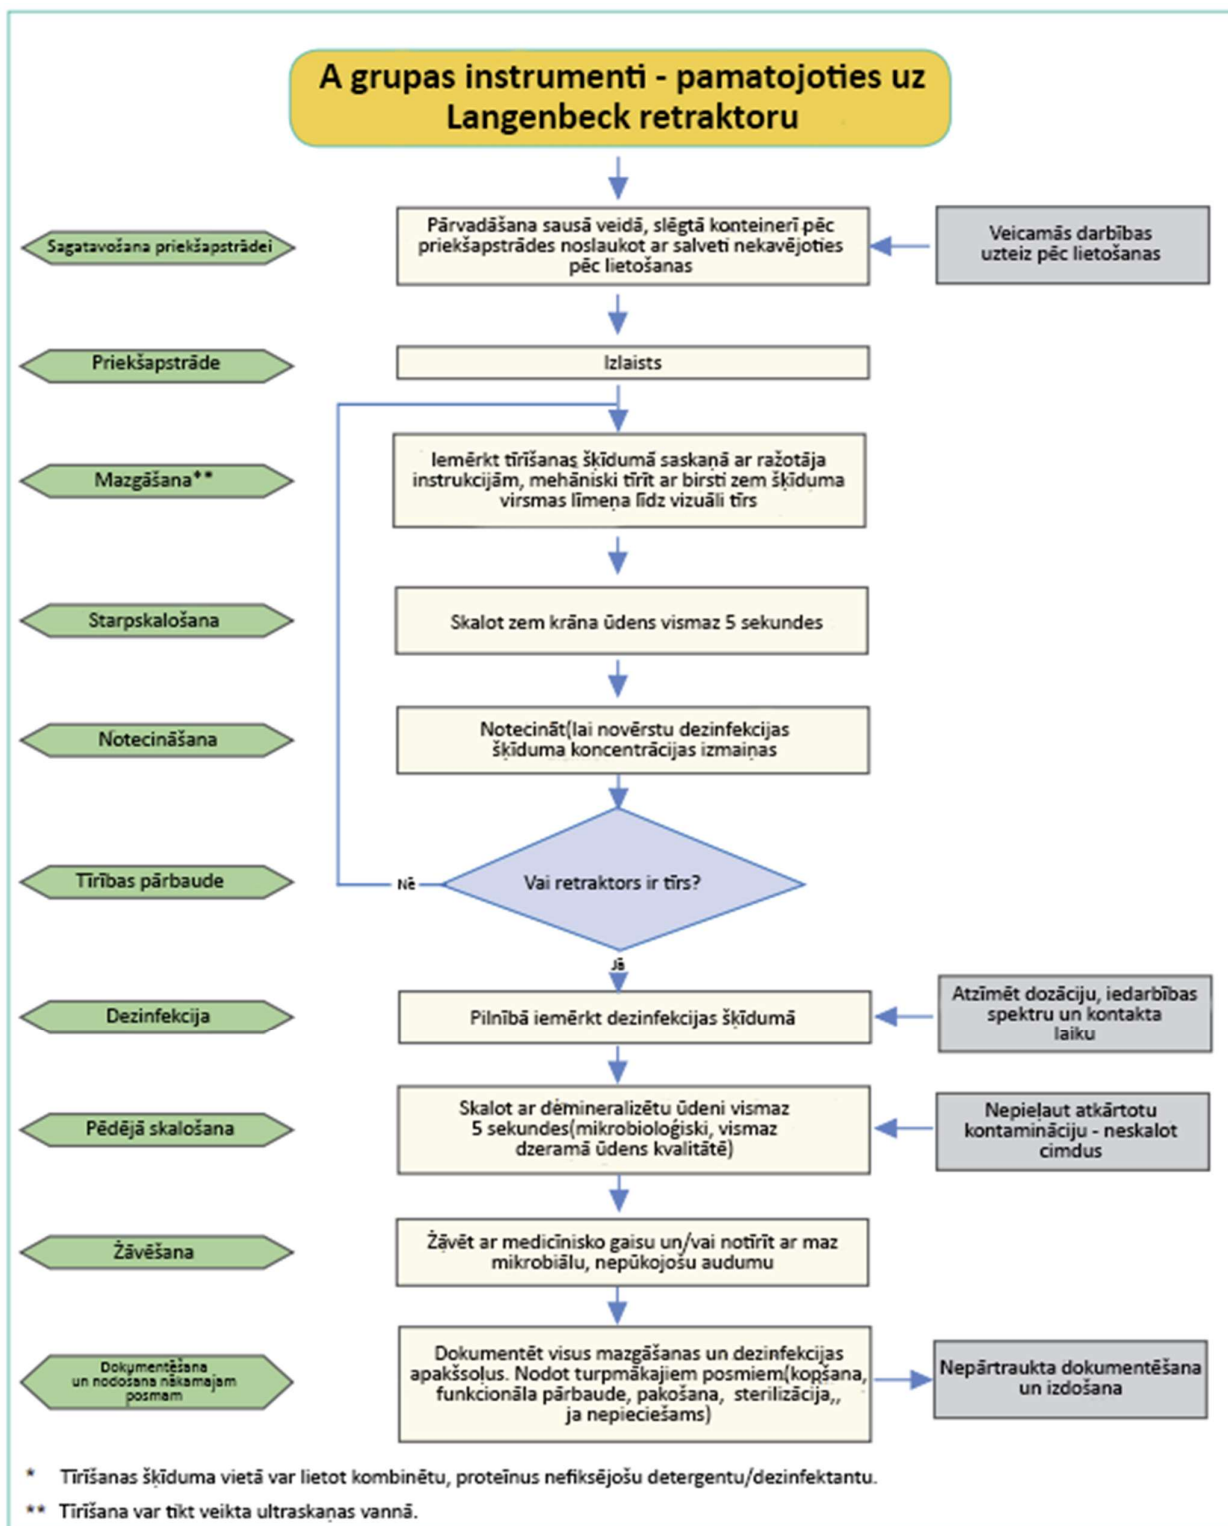 A grupas instrumenti - pamatojoties uz
Langenbeck retraktoru
Sagatavošana priekšapstrādei
Pārvadāšana sausā veidā, slēgtā konteinerī pēc
priekšapstrādes noslaukot ar salveti nekavējoties
pēc lietošanas
Veicamās darbības
uzteiz pēc lietošanas
Priekšapstrāde
Izlaists
Mazgāšana**
Iemērkt tīrīšanas šķīdumā saskaņā ar ražotāja
instrukcijām, mehāniski tīrīt ar birsti zem šķīduma
virsmas līmeņa līdz vizuāli tīrs
Starpskalošana
Skalot zem krāna ūdens vismaz 5 sekundes
Notecināšana
Notecināt(lai novērstu dezinfekcijas
šķīduma koncentrācijas izmaiņas
Tīrības pārbaude
Nē
Vai retraktors ir tīrs?
Jā
Dezinfekcija
Pilnībā iemērkt dezinfekcijas šķīdumā
Atzīmēt dozāciju, iedarbības
spektru un kontakta
laiku
Pēdējā skalošana
Skalot ar dēmineralizētu ūdeni vismaz
5 sekundes(mikrobioloģiski, vismaz
dzeramā ūdens kvalitātē)
Nepieļaut atkārtotu
kontamināciju - neskalot
cimdus
Žāvēšana
Žāvēt ar medicīnisko gaisu un/vai notīrīt ar maz
mikrobiālu, nepūkojošu audumu
Dokumentēšana
un nodošana nākamajam
posmam
Dokumentēt visus mazgāšanas un dezinfekcijas
apakšsoļus. Nodot turpmākajiem posmiem(kopšana,
funkcionāla pārbaude, pakošana, sterilizācija,,
ja nepieciešams)
Nepārtraukta dokumentēšana
un izdošana
* Tīrīšanas šķīduma vietā var lietot kombinētu, proteīnus nefiksējošu detergentu/dezinfektantu.
** Tīrīšana var tikt veikta ultraskaņas vannā.